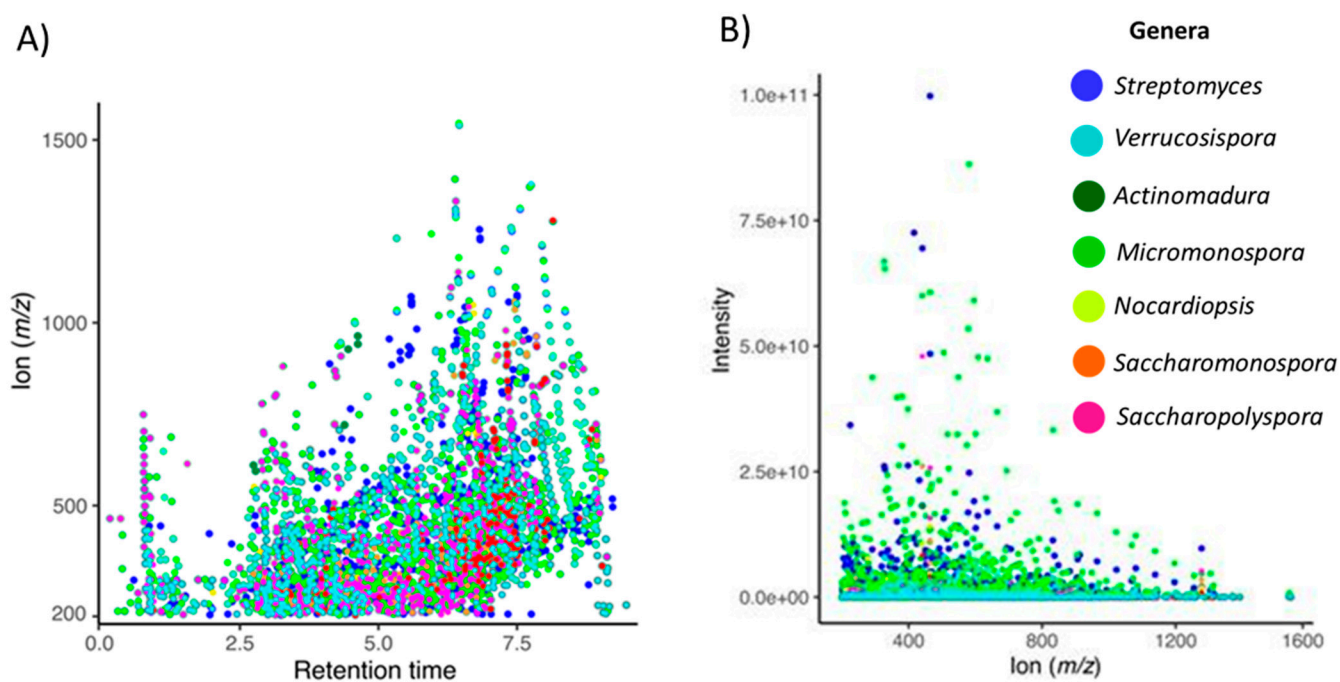 A)
1500
1000
500
200
Ion (m/z)
0.0
2.5
5.0
7.5
Retention time
B)
1.0e+11
7.5e+10
5.0e+10
2.5e+10
0.0e+00
Intensity
400
800
1200
1600
Ion (m/z)
Genera
Streptomyces
Verrucosispora
Actinomadura
Micromonospora
Nocardiopsis
Saccharomonospora
Saccharopolyspora